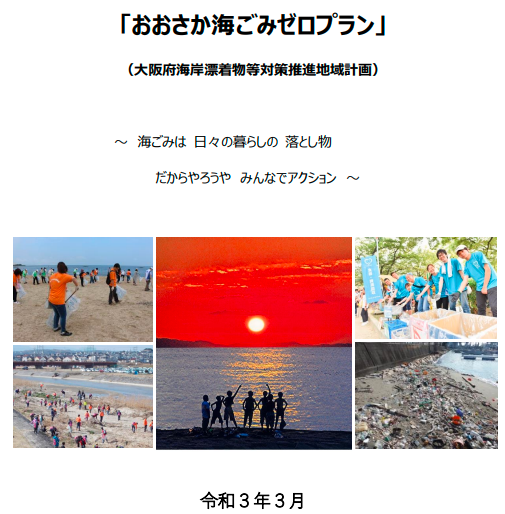 「おおさか海ごみゼロプラン」
（大阪府海岸漂着物等対策推進地域計画）
～ 海ごみは 日々の暮らしの 落とし物
だからやろうや みんなでアクション ～
令和３年３月